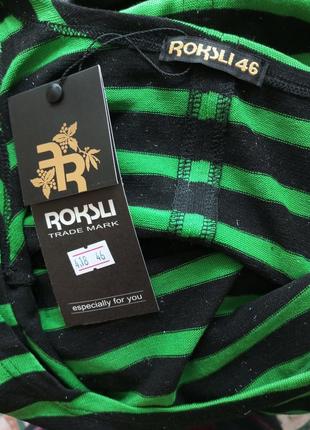 ROKSLI 46
ROKSLI
TRADE MARK
418 46
especially for you